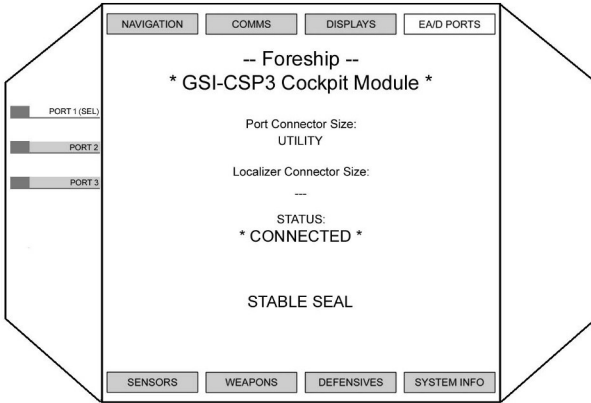 NAVIGATION COMMS DISPLAYS EA/D PORTS
-- Foreship --
* GSI-CSP3 Cockpit Module *
PORT 1 (SEL)
PORT 2
PORT 3
Port Connector Size:
UTILITY
Localizer Connector Size:
---
STATUS:
* CONNECTED *
STABLE SEAL
SENSORS WEAPONS DEFENSIVES SYSTEM INFO